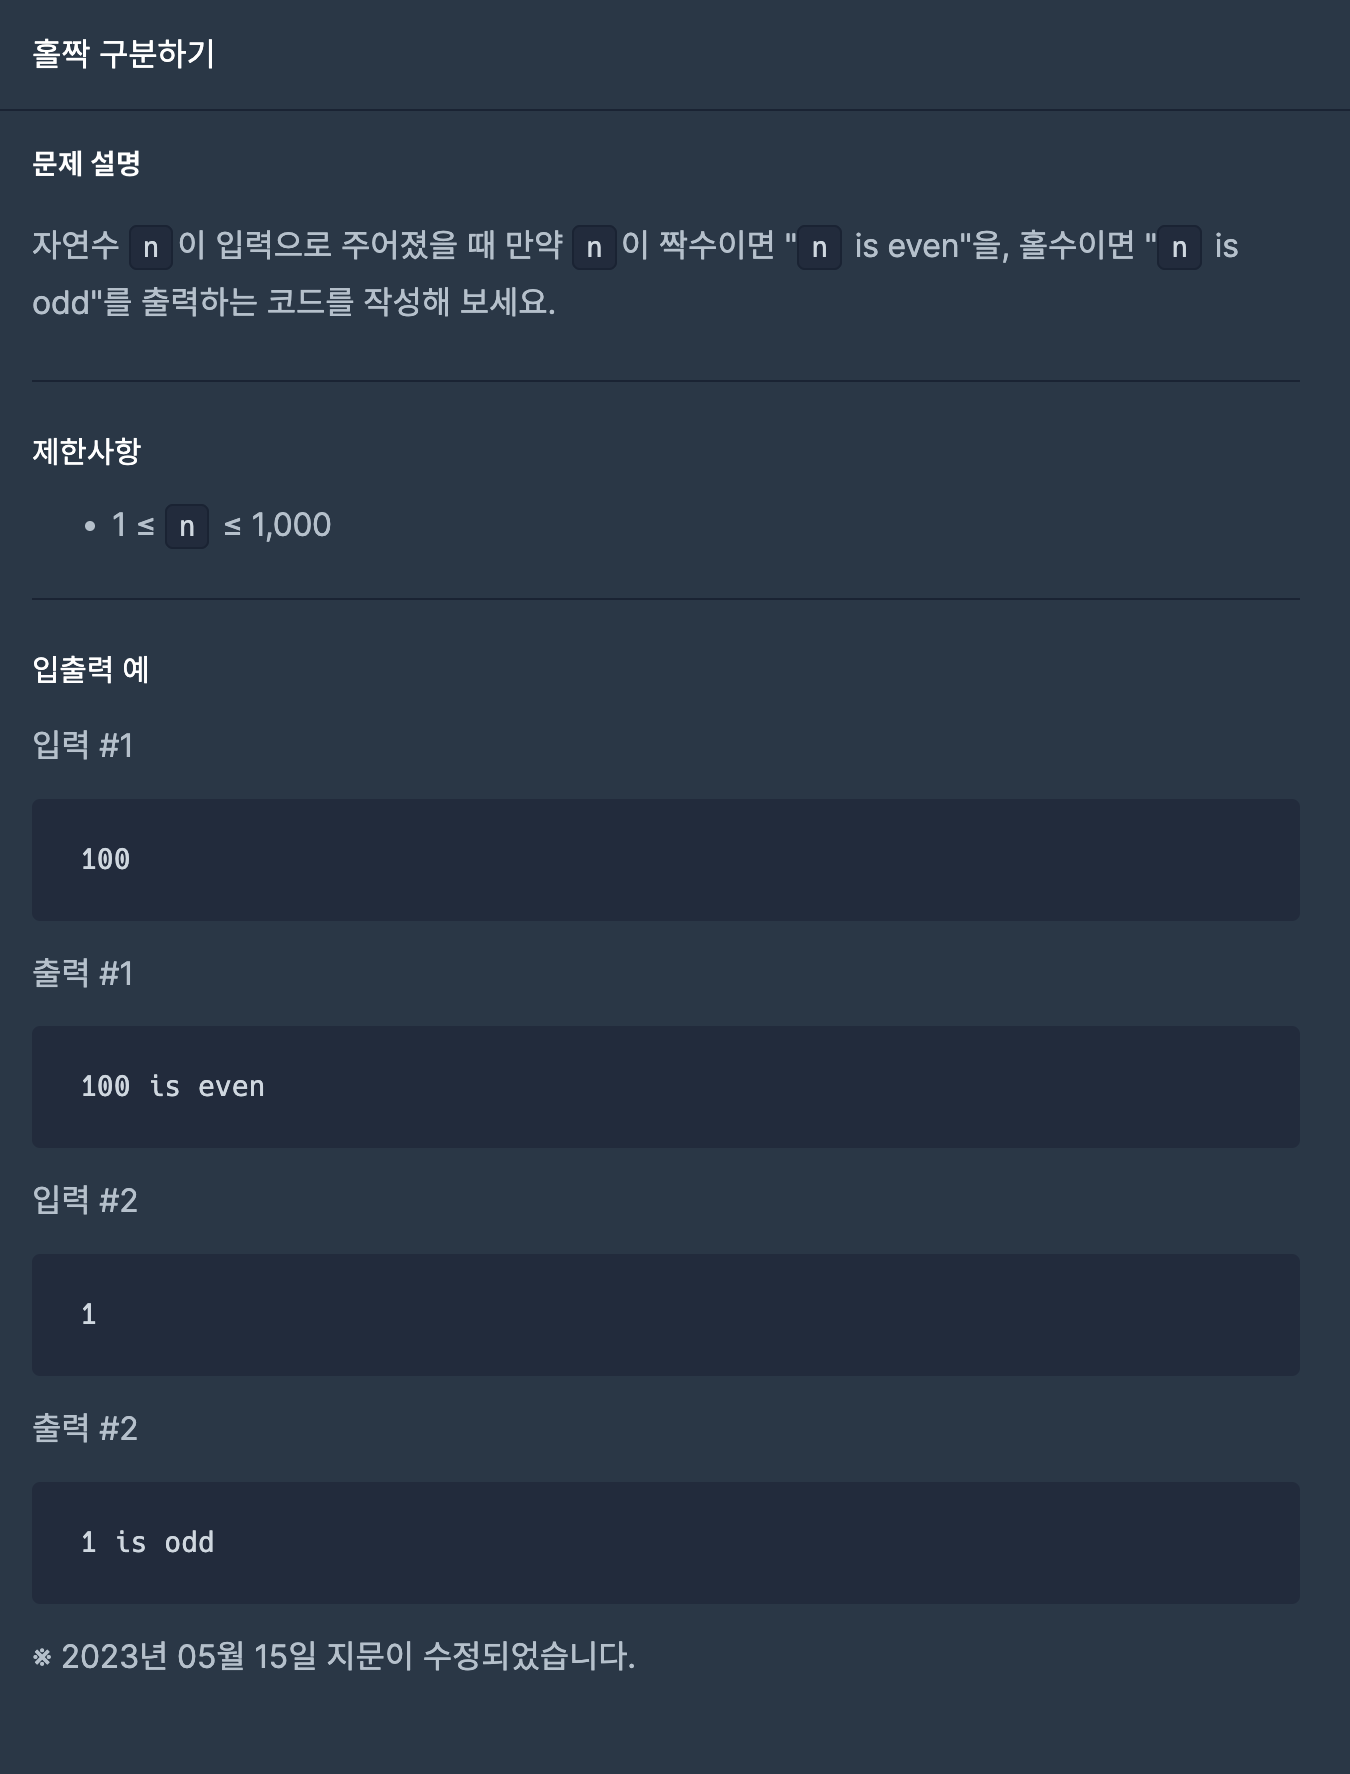 홀짝 구분하기
문제 설명
자연수 n이 입력으로 주어졌을 때 만약 n이 짝수이면 "n is even"을, 홀수이면 "n is
odd"를 출력하는 코드를 작성해 보세요.
제한사항
• 1 ≤ n ≤ 1,000
입출력 예
입력 #1
100
출력 #1
100 is even
입력 #2
1
출력 #2
1 is odd
※ 2023년 05월 15일 지문이 수정되었습니다.